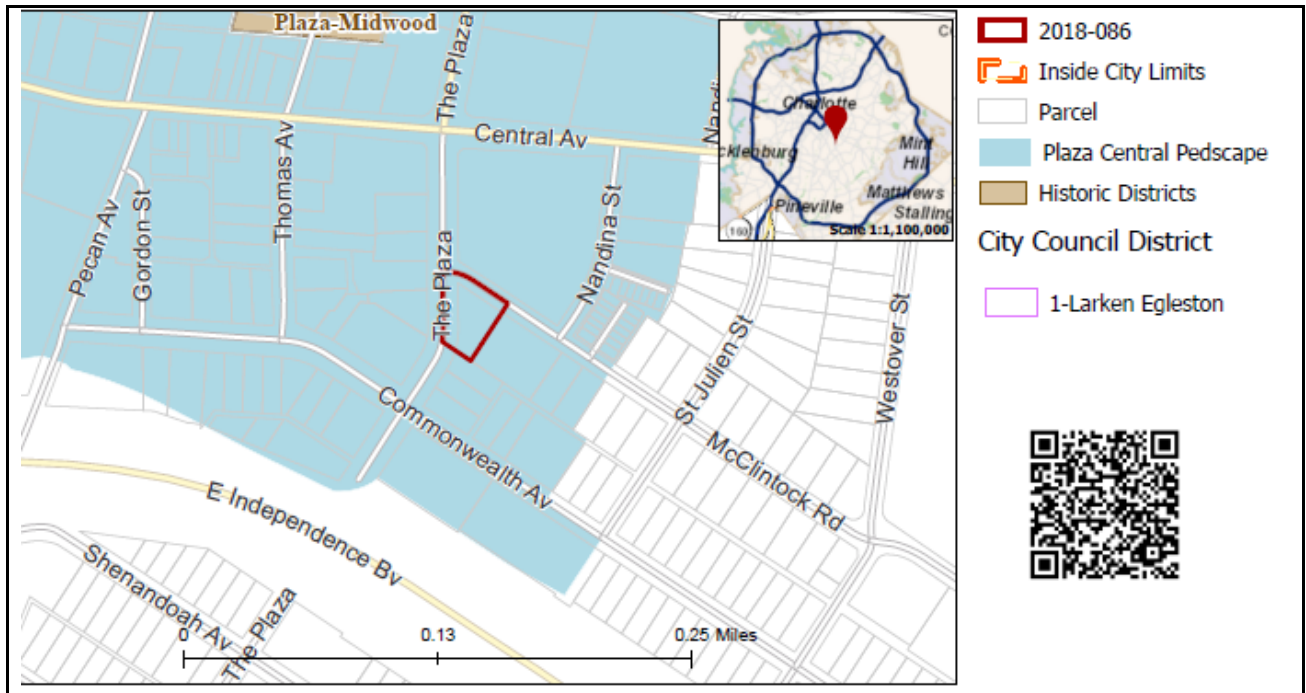 Plaza-Midwood
The Plaza
Central Av
Thomas Av
Gordon St
Pecan Av
The Plaza
Nandina St
Nandi
St Julien St
Westover St
McClintock Rd
Commonwealth Av
E Independence Bv
Shenandoah Av
The Plaza
0
0.13
0.25 Miles
C
Charlotte
cklenburg
Mint
Hill
Matthews
Stalling
Pineville
Scale 1:1,100,000
2018-086
Inside City Limits
Parcel
Plaza Central Pedscape
Historic Districts
City Council District
1-Larken Egleston